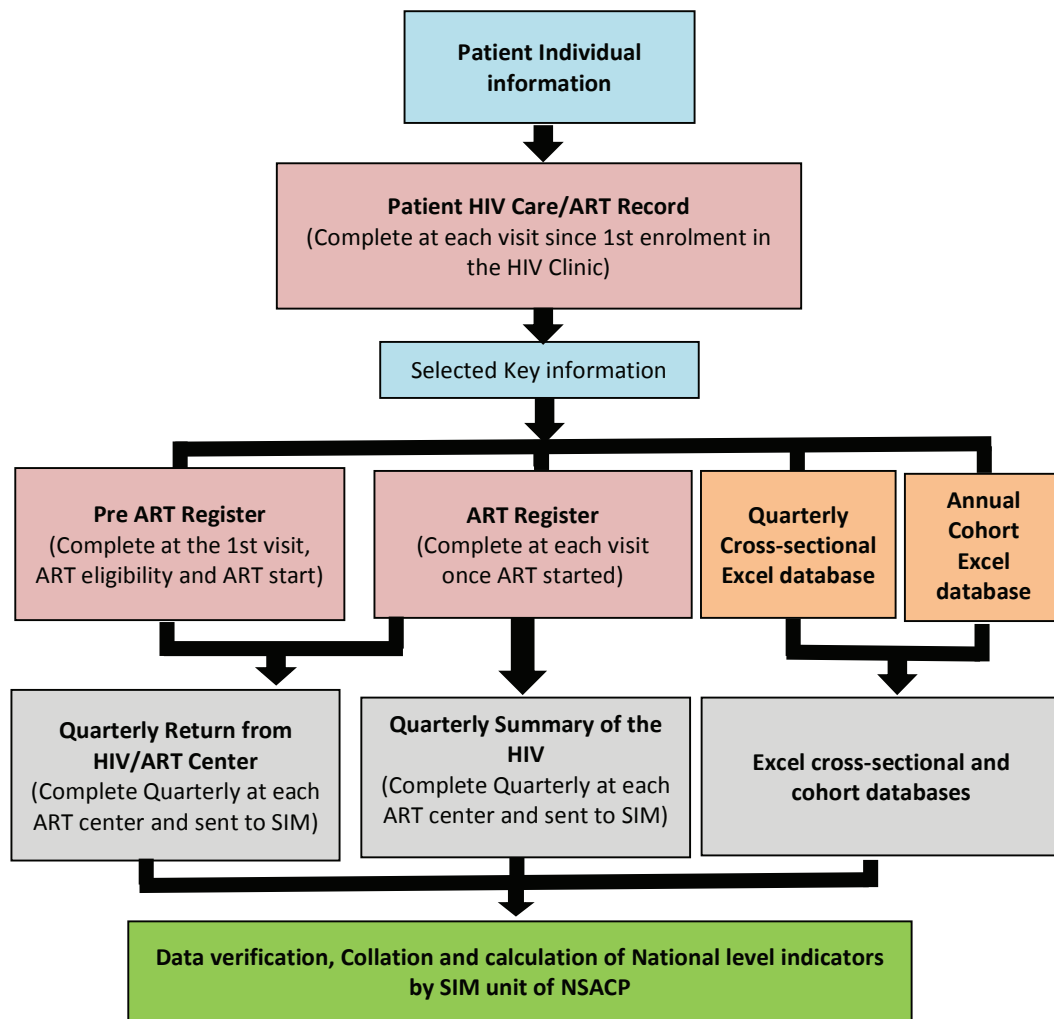 Patient Individual
information
Patient HIV Care/ART Record
(Complete at each visit since 1st enrolment in
the HIV Clinic)
Selected Key information
Pre ART Register
(Complete at the 1st visit,
ART eligibility and ART start)
ART Register
(Complete at each visit
once ART started)
Quarterly
Cross-sectional
Excel database
Annual
Cohort
Excel
database
Quarterly Return from
HIV/ART Center
(Complete Quarterly at each
ART center and sent to SIM)
Quarterly Summary of the
HIV
(Complete Quarterly at each
ART center and sent to SIM)
Excel cross-sectional and
cohort databases
Data verification, Collation and calculation of National level indicators
by SIM unit of NSACP